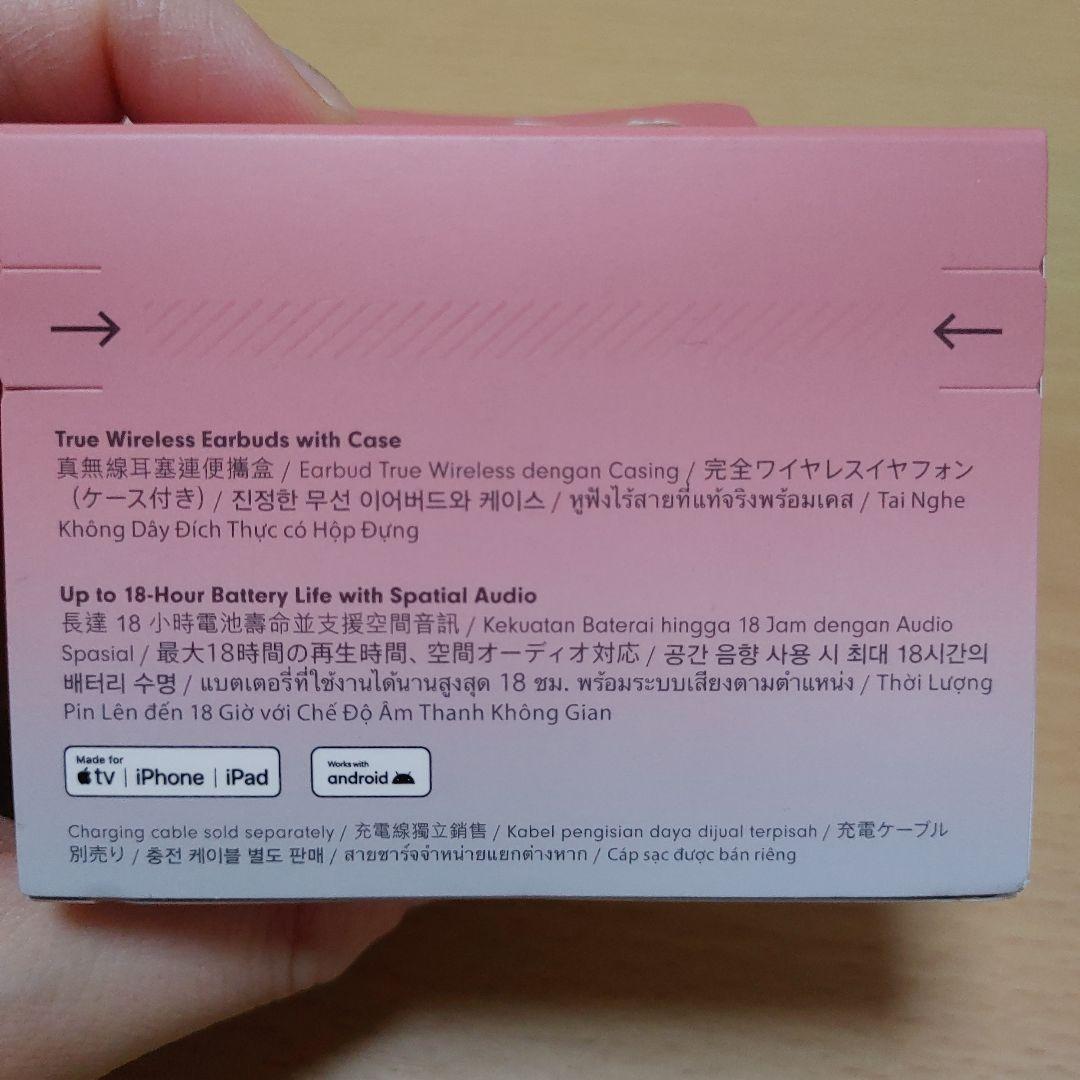 True Wireless Earbuds with Case
真無線耳塞連便攜盒 / Earbud True Wireless dengan Casing / 完全ワイヤレスイヤフォン
（ケース付き）/ 진정한 무선 이어버드와 케이스 / หูฟังไร้สายที่แท้จริงพร้อมเคส / Tai Nghe
Không Dây Đích Thực có Hộp Đựng
Up to 18-Hour Battery Life with Spatial Audio
長達 18 小時電池壽命並支援空間音訊 / Kekuatan Baterai hingga 18 Jam dengan Audio
Spasial / 最大18時間の再生時間、空間オーディオ対応 / 공간 음향 사용 시 최대 18시간의
배터리 수명 / แบตเตอรี่ที่ใช้งานได้นานสูงสุด 18 ชม. พร้อมระบบเสียงตามตำแหน่ง / Thời Lượng
Pin Lên đến 18 Giờ với Chế Độ Âm Thanh Không Gian
Made for
tv | iPhone | iPad
Works with
android
Charging cable sold separately / 充電線獨立銷售 / Kabel pengisian daya dijual terpisah / 充電ケーブル
別売り / 충전 케이블 별도 판매 / สายชาร์จจำหน่ายแยกต่างหาก / Cáp sạc được bán riêng